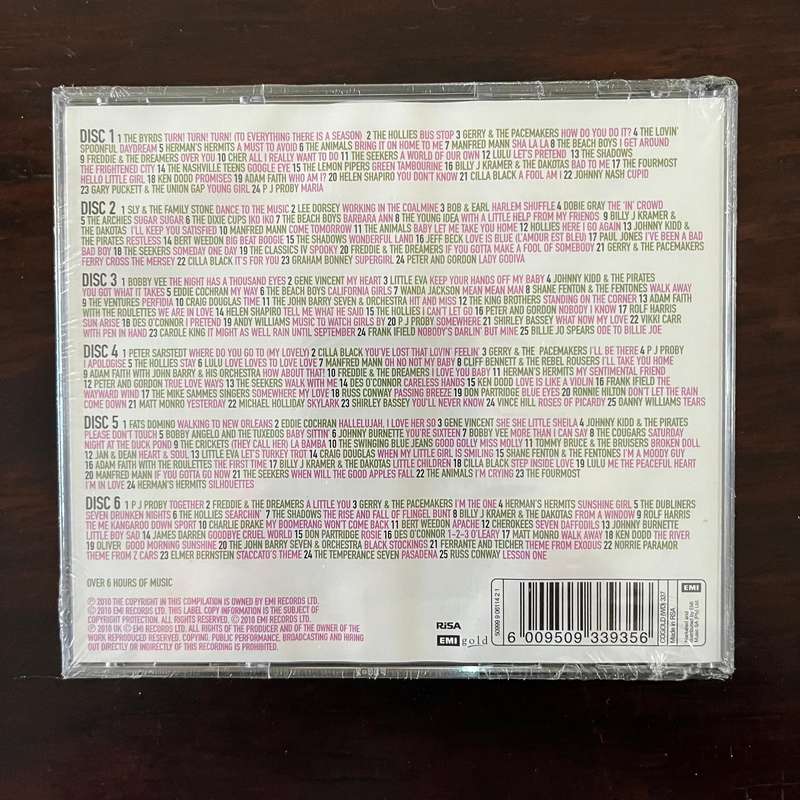 DISC 1 1 THE BYRDS TURN! TURN! TURN! (TO EVERYTHING THERE IS A SEASON) 2 THE HOLLIES BUS STOP 3 GERRY & THE PACEMAKERS HOW DO YOU DO IT? 4 THE LOVIN'
SPOONFUL DAYDREAM 5 HERMAN'S HERMITS A MUST TO AVOID 6 THE ANIMALS BRING IT ON HOME TO ME 7 MANFRED MANN SHA LA LA 8 THE BEACH BOYS I GET AROUND
9 FREDDIE & THE DREAMERS OVER YOU 10 CHER ALL I REALLY WANT TO DO 11 THE SEEKERS A WORLD OF OUR OWN 12 LULU LET'S PRETEND 13 THE SHADOWS
THE FRIGHTENED CITY 14 THE NASHVILLE TEENS GOOGLE EYE 15 THE LEMON PIPERS GREEN TAMBOURINE 16 BILLY J KRAMER & THE DAKOTAS BAD TO ME 17 THE FOURMOST
HELLO LITTLE GIRL 18 KEN DODD PROMISES 19 ADAM FAITH WHO AM I? 20 HELEN SHAPIRO YOU DON'T KNOW 21 CILLA BLACK A FOOL AM I 22 JOHNNY NASH CUPID
23 GARY PUCKETT & THE UNION GAP YOUNG GIRL 24 P J PROBY MARIA
DISC 2 1 SLY & THE FAMILY STONE DANCE TO THE MUSIC 2 LEE DORSEY WORKING IN THE COALMINE 3 BOB & EARL HARLEM SHUFFLE 4 DOBIE GRAY THE 'IN' CROWD
5 THE ARCHIES SUGAR SUGAR 6 THE DIXIE CUPS IKO IKO 7 THE BEACH BOYS BARBARA ANN 8 THE YOUNG IDEA WITH A LITTLE HELP FROM MY FRIENDS 9 BILLY J KRAMER &
THE DAKOTAS I'LL KEEP YOU SATISFIED 10 MANFRED MANN COME TOMORROW 11 THE ANIMALS BABY LET ME TAKE YOU HOME 12 HOLLIES HERE I GO AGAIN 13 JOHNNY KIDD &
THE PIRATES RESTLESS 14 BERT WEEDON BIG BEAT BOOGIE 15 THE SHADOWS WONDERFUL LAND 16 JEFF BECK LOVE IS BLUE (L'AMOUR EST BLEU) 17 PAUL JONES I'VE BEEN A BAD
BAD BOY 18 THE SEEKERS SOMEDAY ONE DAY 19 THE CLASSICS IV SPOOKY 20 FREDDIE & THE DREAMERS IF YOU GOTTA MAKE A FOOL OF SOMEBODY 21 GERRY & THE PACEMAKERS
FERRY CROSS THE MERSEY 22 CILLA BLACK IT'S FOR YOU 23 GRAHAM BONNEY SUPERGIRL 24 PETER AND GORDON LADY GODIVA
DISC 3 1 BOBBY VEE THE NIGHT HAS A THOUSAND EYES 2 GENE VINCENT MY HEART 3 LITTLE EVA KEEP YOUR HANDS OFF MY BABY 4 JOHNNY KIDD & THE PIRATES
YOU GOT WHAT IT TAKES 5 EDDIE COCHRAN MY WAY 6 THE BEACH BOYS CALIFORNIA GIRLS 7 WANDA JACKSON MEAN MEAN MAN 8 SHANE FENTON & THE FENTONES WALK AWAY
9 THE VENTURES PERFIDIA 10 CRAIG DOUGLAS TIME 11 THE JOHN BARRY SEVEN & ORCHESTRA HIT AND MISS 12 THE KING BROTHERS STANDING ON THE CORNER 13 ADAM FAITH
WITH THE ROULETTES WE ARE IN LOVE 14 HELEN SHAPIRO TELL ME WHAT HE SAID 15 THE HOLLIES I CAN'T LET GO 16 PETER AND GORDON NOBODY I KNOW 17 ROLF HARRIS
SUN ARISE 18 DES O'CONNOR I PRETEND 19 ANDY WILLIAMS MUSIC TO WATCH GIRLS BY 20 P J PROBY SOMEWHERE 21 SHIRLEY BASSEY WHAT NOW MY LOVE 22 VIKKI CARR
WITH PEN IN HAND 23 CAROLE KING IT MIGHT AS WELL RAIN UNTIL SEPTEMBER 24 FRANK IFIELD NOBODY'S DARLIN' BUT MINE 25 BILLIE JO SPEARS ODE TO BILLIE JOE
DISC 4 1 PETER SARSTEDT WHERE DO YOU GO TO (MY LOVELY) 2 CILLA BLACK YOU'VE LOST THAT LOVIN' FEELIN' 3 GERRY & THE PACEMAKERS I'LL BE THERE 4 P J PROBY
I APOLOGISE 5 THE HOLLIES STAY 6 LULU LOVE LOVES TO LOVE LOVE 7 MANFRED MANN OH NO NOT MY BABY 8 CLIFF BENNETT & THE REBEL ROUSERS I'LL TAKE YOU HOME
9 ADAM FAITH WITH JOHN BARRY & HIS ORCHESTRA HOW ABOUT THAT! 10 FREDDIE & THE DREAMERS I LOVE YOU BABY 11 HERMAN'S HERMITS MY SENTIMENTAL FRIEND
12 PETER AND GORDON TRUE LOVE WAYS 13 THE SEEKERS WALK WITH ME 14 DES O'CONNOR CARELESS HANDS 15 KEN DODD LOVE IS LIKE A VIOLIN 16 FRANK IFIELD THE
WAYWARD WIND 17 THE MIKE SAMMES SINGERS SOMEWHERE MY LOVE 18 RUSS CONWAY PASSING BREEZE 19 DON PARTRIDGE BLUE EYES 20 RONNIE HILTON DON'T LET THE RAIN
COME DOWN 21 MATT MONRO YESTERDAY 22 MICHAEL HOLLIDAY SKYLARK 23 SHIRLEY BASSEY YOU'LL NEVER KNOW 24 VINCE HILL ROSES OF PICARDY 25 DANNY WILLIAMS TEARS
DISC 5 1 FATS DOMINO WALKING TO NEW ORLEANS 2 EDDIE COCHRAN HALLELUJAH, I LOVE HER SO 3 GENE VINCENT SHE SHE LITTLE SHEILA 4 JOHNNY KIDD & THE PIRATES
PLEASE DON'T TOUCH 5 BOBBY ANGELO AND THE TUXEDOS BABY SITTIN' 6 JOHNNY BURNETTE YOU'RE SIXTEEN 7 BOBBY VEE MORE THAN I CAN SAY 8 THE COUGARS SATURDAY
NIGHT AT THE DUCK POND 9 THE CRICKETS (THEY CALL HER) LA BAMBA 10 THE SWINGING BLUE JEANS GOOD GOLLY MISS MOLLY 11 TOMMY BRUCE & THE BRUISERS BROKEN DOLL
12 JAN & DEAN HEART & SOUL 13 LITTLE EVA LET'S TURKEY TROT 14 CRAIG DOUGLAS WHEN MY LITTLE GIRL IS SMILING 15 SHANE FENTON & THE FENTONES I'M A MOODY GUY
16 ADAM FAITH WITH THE ROULETTES THE FIRST TIME 17 BILLY J KRAMER & THE DAKOTAS LITTLE CHILDREN 18 CILLA BLACK STEP INSIDE LOVE 19 LULU ME THE PEACEFUL HEART
20 MANFRED MANN IF YOU GOTTA GO NOW 21 THE SEEKERS WHEN WILL THE GOOD APPLES FALL 22 THE ANIMALS I'M CRYING 23 THE FOURMOST
I'M IN LOVE 24 HERMAN'S HERMITS SILHOUETTES
DISC 6 1 P J PROBY TOGETHER 2 FREDDIE & THE DREAMERS A LITTLE YOU 3 GERRY & THE PACEMAKERS I'M THE ONE 4 HERMAN'S HERMITS SUNSHINE GIRL 5 THE DUBLINERS
SEVEN DRUNKEN NIGHTS 6 THE HOLLIES SEARCHIN' 7 THE SHADOWS THE RISE AND FALL OF FLINGEL BUNT 8 BILLY J KRAMER & THE DAKOTAS FROM A WINDOW 9 ROLF HARRIS
TIE ME KANGAROO DOWN SPORT 10 CHARLIE DRAKE MY BOOMERANG WON'T COME BACK 11 BERT WEEDON APACHE 12 CHEROKEES SEVEN DAFFODILS 13 JOHNNY BURNETTE
LITTLE BOY SAD 14 JAMES DARREN GOODBYE CRUEL WORLD 15 DON PARTRIDGE ROSIE 16 DES O'CONNOR 1-2-3 O'LEARY 17 MATT MONRO WALK AWAY 18 KEN DODD THE RIVER
19 OLIVER GOOD MORNING SUNSHINE 20 THE JOHN BARRY SEVEN & ORCHESTRA BLACK STOCKINGS 21 FERRANTE AND TEICHER THEME FROM EXODUS 22 NORRIE PARAMOR
THEME FROM Z CARS 23 ELMER BERNSTEIN STACCATO'S THEME 24 THE TEMPERANCE SEVEN PASADENA 25 RUSS CONWAY LESSON ONE
OVER 6 HOURS OF MUSIC
℗ 2010 THE COPYRIGHT IN THIS COMPILATION IS OWNED BY EMI RECORDS LTD.
© 2010 EMI RECORDS LTD. THIS LABEL COPY INFORMATION IS THE SUBJECT OF
COPYRIGHT PROTECTION. ALL RIGHTS RESERVED. © 2010 EMI RECORDS LTD.
℗ 2010 UK © EMI RECORDS LTD. ALL RIGHTS OF THE PRODUCER AND OF THE OWNER OF THE
WORK REPRODUCED RESERVED. COPYING, PUBLIC PERFORMANCE, BROADCASTING AND HIRING
OUT DIRECTLY OR INDIRECTLY OF THIS RECORDING IS PROHIBITED.
RiSA
EMI gold
50999 9 06114 2 1
6 009509 339356
CDGOLD (WD) 337
Made in RSA
EMI